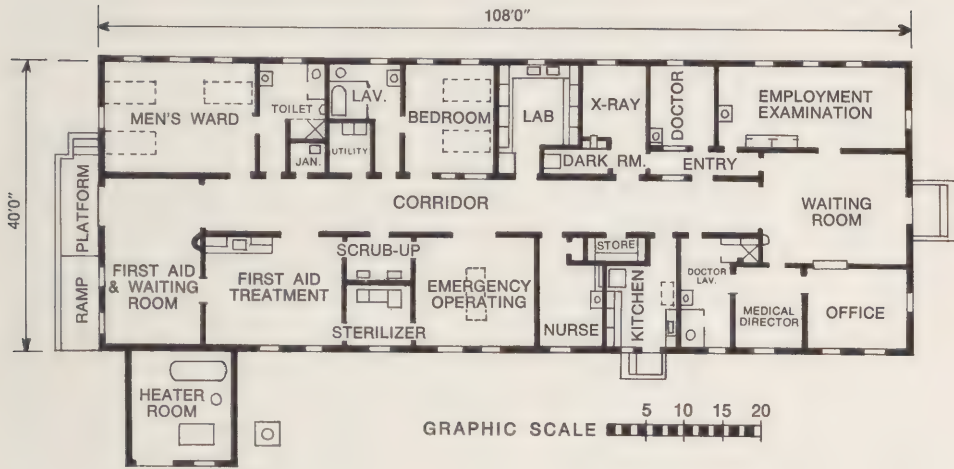 108'0"
40'0"
MEN'S WARD
TOILET
LAV.
JAN.
UTILITY
BEDROOM
LAB
X-RAY
DARK RM.
DOCTOR
ENTRY
EMPLOYMENT
EXAMINATION
PLATFORM
CORRIDOR
WAITING
ROOM
RAMP
FIRST AID
& WAITING
ROOM
FIRST AID
TREATMENT
SCRUB-UP
STERILIZER
EMERGENCY
OPERATING
NURSE
STORE
KITCHEN
DOCTOR
LAV.
MEDICAL
DIRECTOR
OFFICE
HEATER
ROOM
GRAPHIC SCALE
5 10 15 20